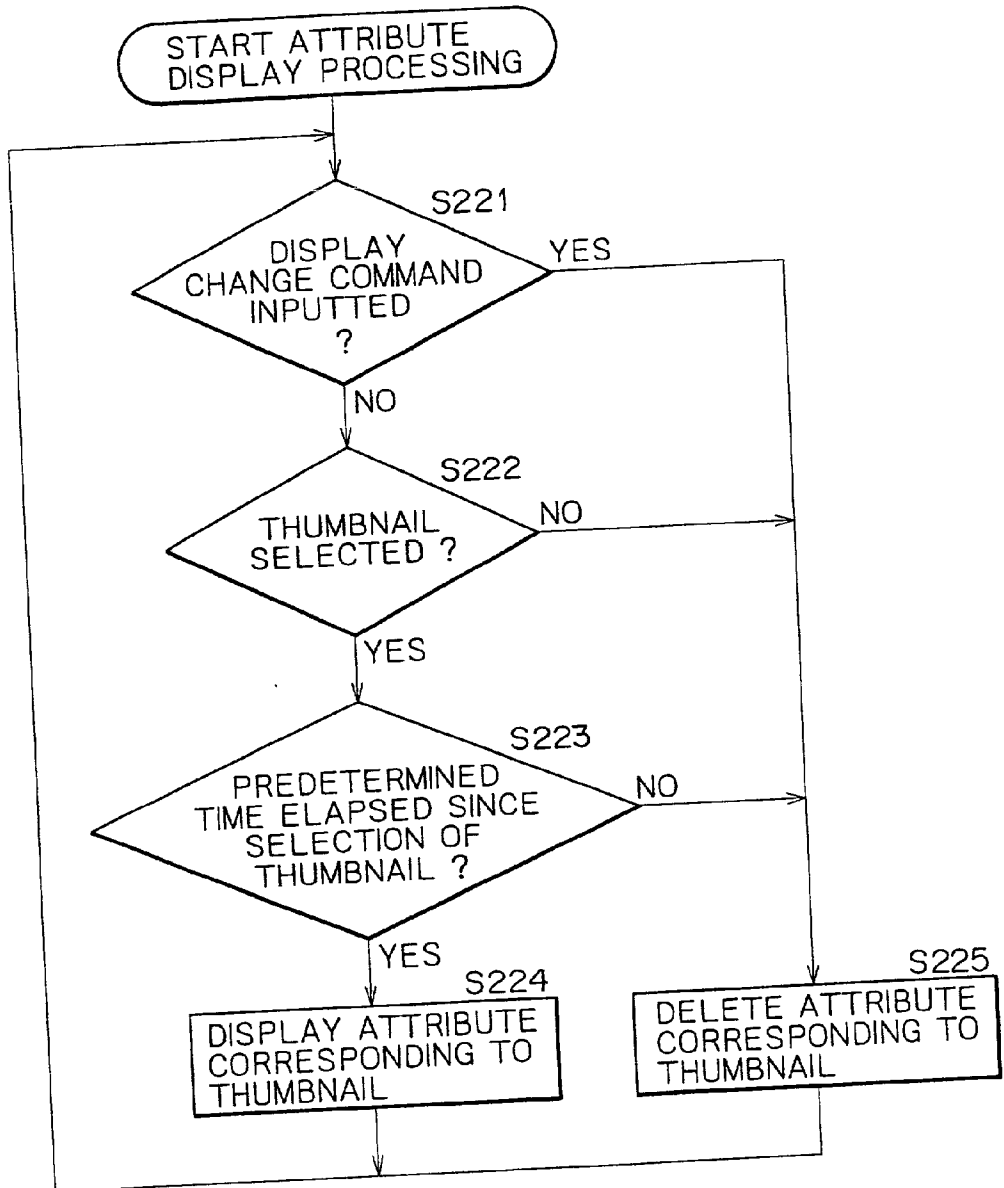 START ATTRIBUTE
DISPLAY PROCESSING
S221
DISPLAY
CHANGE COMMAND
INPUTTED
?
YES
NO
S222
THUMBNAIL
SELECTED ?
NO
YES
S223
PREDETERMINED
TIME ELAPSED SINCE
SELECTION OF
THUMBNAIL ?
NO
YES
S224
DISPLAY ATTRIBUTE
CORRESPONDING TO
THUMBNAIL
S225
DELETE ATTRIBUTE
CORRESPONDING TO
THUMBNAIL